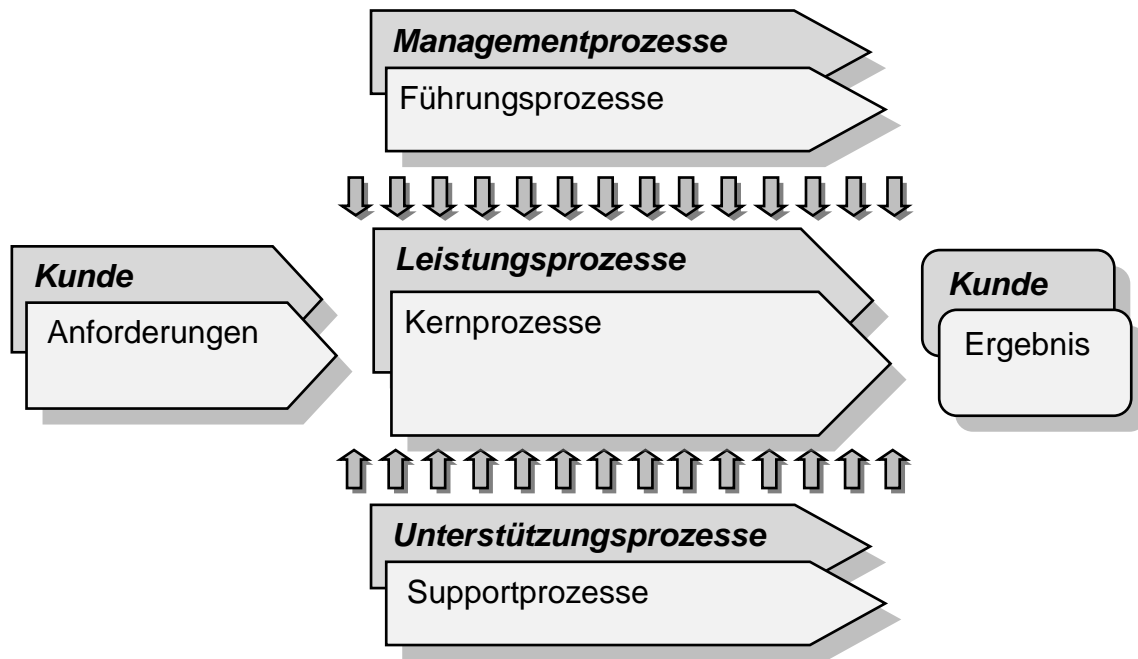 Managementprozesse
Führungsprozesse
Kunde
Anforderungen
Leistungsprozesse
Kernprozesse
Kunde
Ergebnis
Unterstützungsprozesse
Supportprozesse